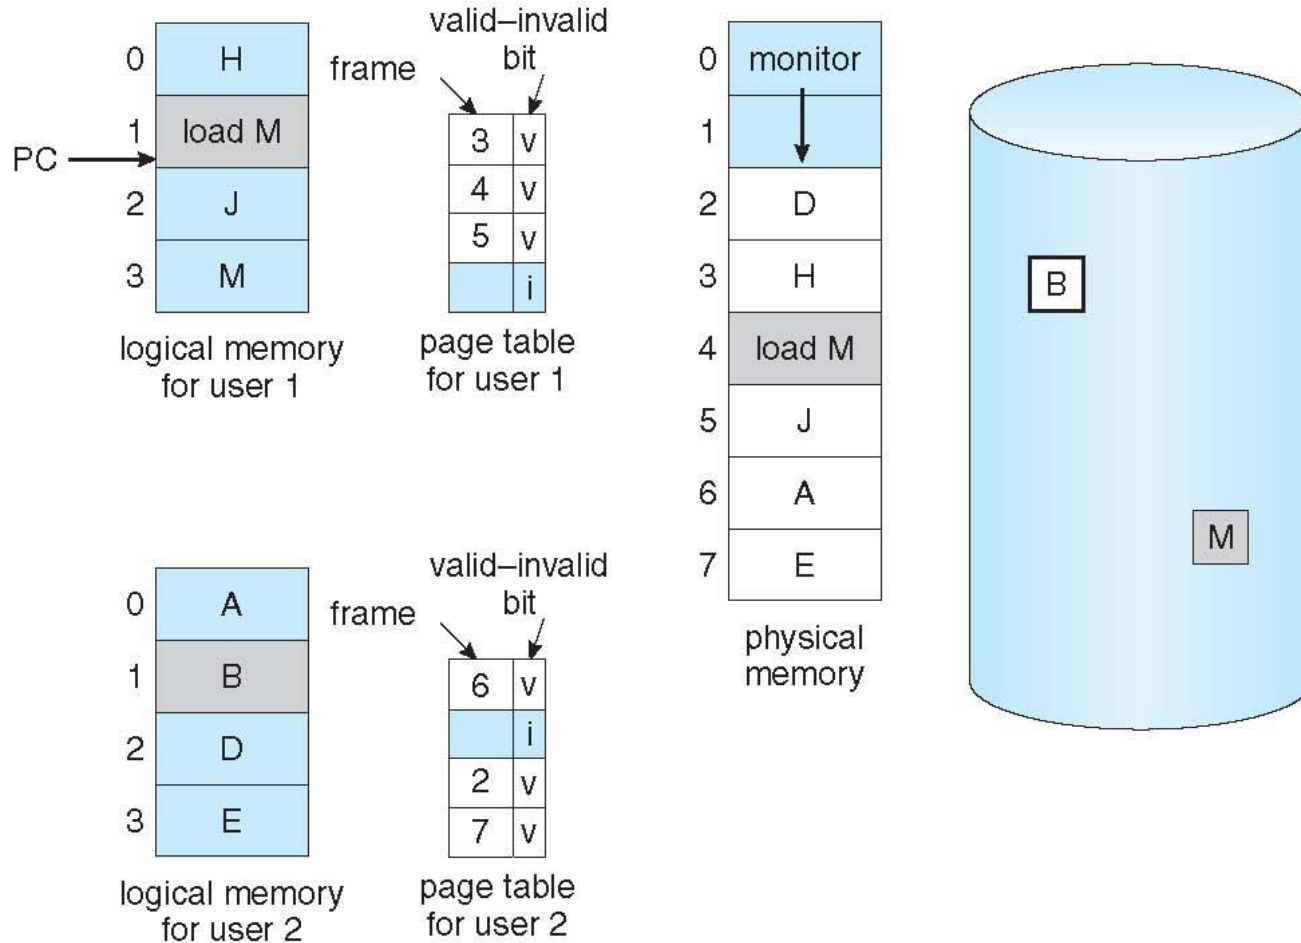 valid–invalid
bit
frame
0 H
1 load M
PC
2 J
3 M
3 v
4 v
5 v
i
logical memory
for user 1
page table
for user 1
0 A
1 B
2 D
3 E
valid–invalid
bit
frame
6 v
i
2 v
7 v
logical memory
for user 2
page table
for user 2
0 monitor
1
2 D
3 H
4 load M
5 J
6 A
7 E
physical
memory
B
M